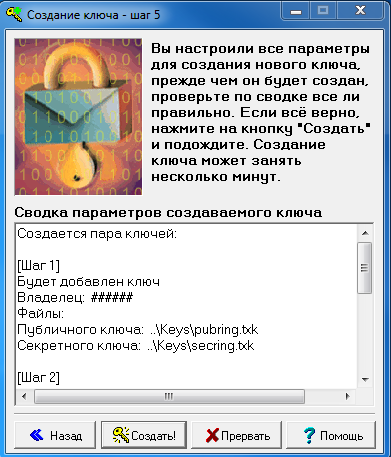 Создание ключа - шаг 5
Вы настроили все параметры
для создания нового ключа,
прежде чем он будет создан,
проверьте по сводке все ли
правильно. Если всё верно,
нажмите на кнопку "Создать"
и подождите. Создание
ключа может занять
несколько минут.
Сводка параметров создаваемого ключа
Создается пара ключей:
[Шаг 1]
Будет добавлен ключ
Владелец: ######
Файлы:
Публичного ключа: ..\Keys\pubring.txk
Секретного ключа: ..\Keys\secring.txk
[Шаг 2]
Назад
Создать!
Прервать
Помощь